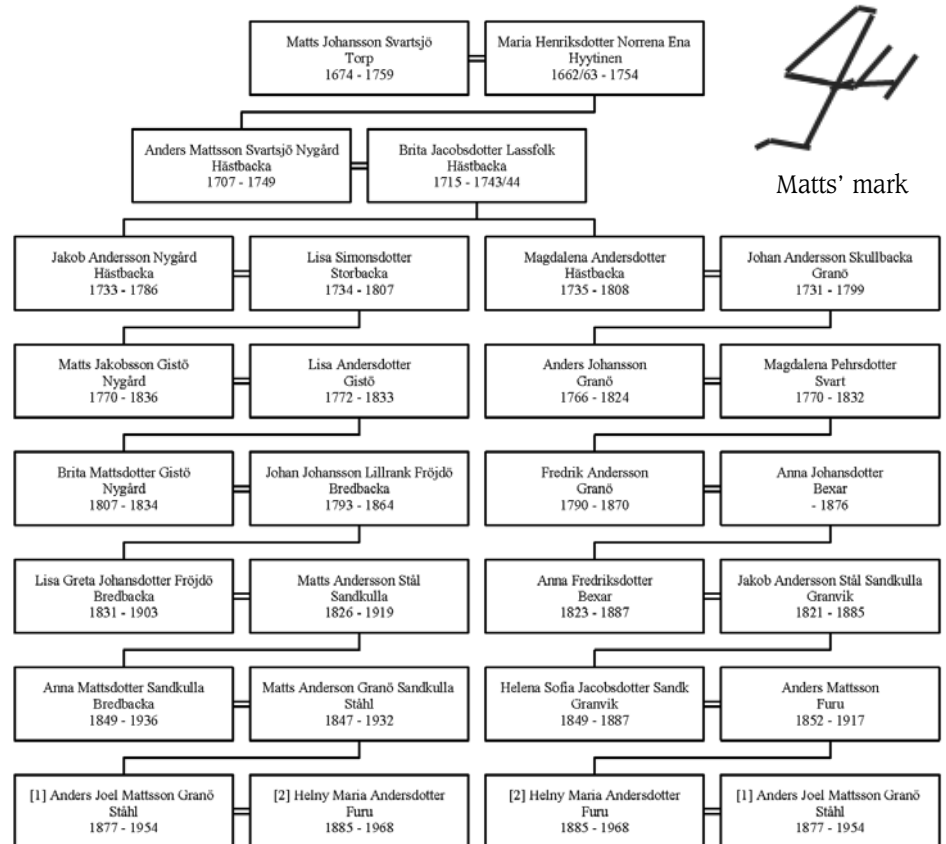 Matts Johansson Svartsjö
Torp
1674 - 1759
Maria Henriksdotter Norrena Ena
Hyytinen
1662/63 - 1754
Matts' mark
Anders Mattsson Svartsjö Nygård
Hästbacka
1707 - 1749
Brita Jacobsdotter Lassfolk
Hästbacka
1715 - 1743/44
Jakob Andersson Nygård
Hästbacka
1733 - 1786
Lisa Simonsdotter
Storbacka
1734 - 1807
Magdalena Andersdotter
Hästbacka
1735 - 1808
Johan Andersson Skullbacka
Granö
1731 - 1799
Matts Jakobsson Gistö
Nygård
1770 - 1836
Lisa Andersdotter
Gistö
1772 - 1833
Anders Johansson
Granö
1766 - 1824
Magdalena Pehrsdotter
Svart
1770 - 1832
Brita Mattsdotter Gistö
Nygård
1807 - 1834
Johan Johansson Lillrank Fröjdö
Bredbacka
1793 - 1864
Fredrik Andersson
Granö
1790 - 1870
Anna Johansdotter
Bexar
- 1876
Lisa Greta Johansdotter Fröjdö
Bredbacka
1831 - 1903
Matts Andersson Stål
Sandkulla
1826 - 1919
Anna Fredriksdotter
Bexar
1823 - 1887
Jakob Andersson Stål Sandkulla
Granvik
1821 - 1885
Anna Mattsdotter Sandkulla
Bredbacka
1849 - 1936
Matts Anderson Granö Sandkulla
Ståhl
1847 - 1932
Helena Sofia Jacobsdotter Sandk
Granvik
1849 - 1887
Anders Mattsson
Furu
1852 - 1917
[1] Anders Joel Mattsson Granö
Ståhl
1877 - 1954
[2] Helny Maria Andersdotter
Furu
1885 - 1968
[2] Helny Maria Andersdotter
Furu
1885 - 1968
[1] Anders Joel Mattsson Granö
Ståhl
1877 - 1954